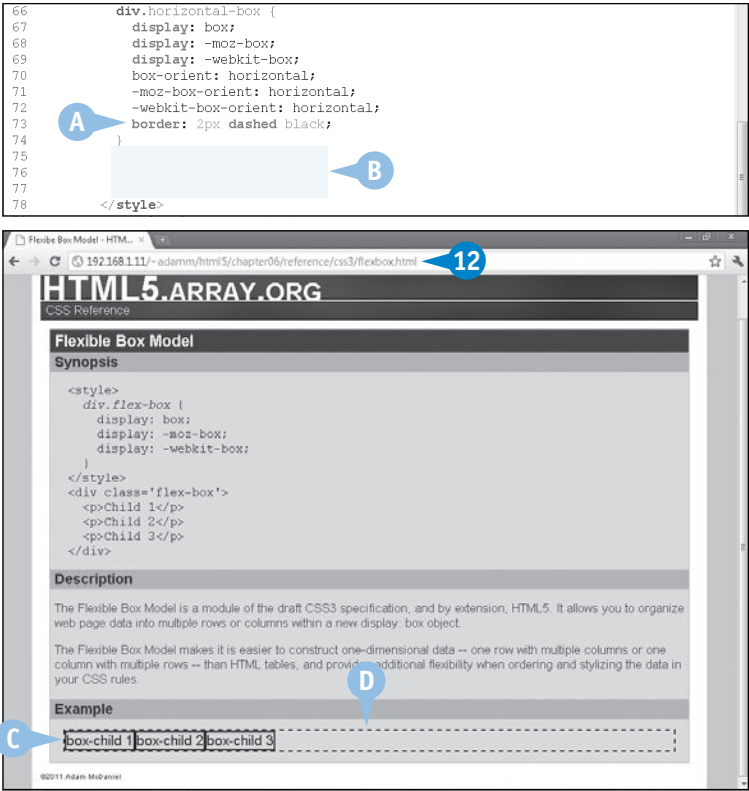 66 div.horizontal-box {
67 display: box;
68 display: -moz-box;
69 display: -webkit-box;
70 box-orient: horizontal;
71 -moz-box-orient: horizontal;
72 -webkit-box-orient: horizontal;
73 border: 2px dashed black;
A
74 }
75
76
B
77
78 </style>
Flexibe Box Model - HTM...
192.168.1.11/~adamm/html5/chapter06/reference/css3/flexbox.html
12
HTML5.ARRAY.ORG
CSS Reference
Flexible Box Model
Synopsis
<style>
div.flex-box {
display: box;
display: -moz-box;
display: -webkit-box;
}
</style>
<div class='flex-box'>
<p>Child 1</p>
<p>Child 2</p>
<p>Child 3</p>
</div>
Description
The Flexible Box Model is a module of the draft CSS3 specification, and by extension, HTML5. It allows you to organize
web page data into multiple rows or columns within a new display: box object.
The Flexible Box Model makes it is easier to construct one-dimensional data -- one row with multiple columns or one
column with multiple rows -- than HTML tables, and additional flexibility when ordering and stylizing the data in
your CSS rules.
D
Example
C
box-child 1 box-child 2 box-child 3
©2011 Adam McDaniel